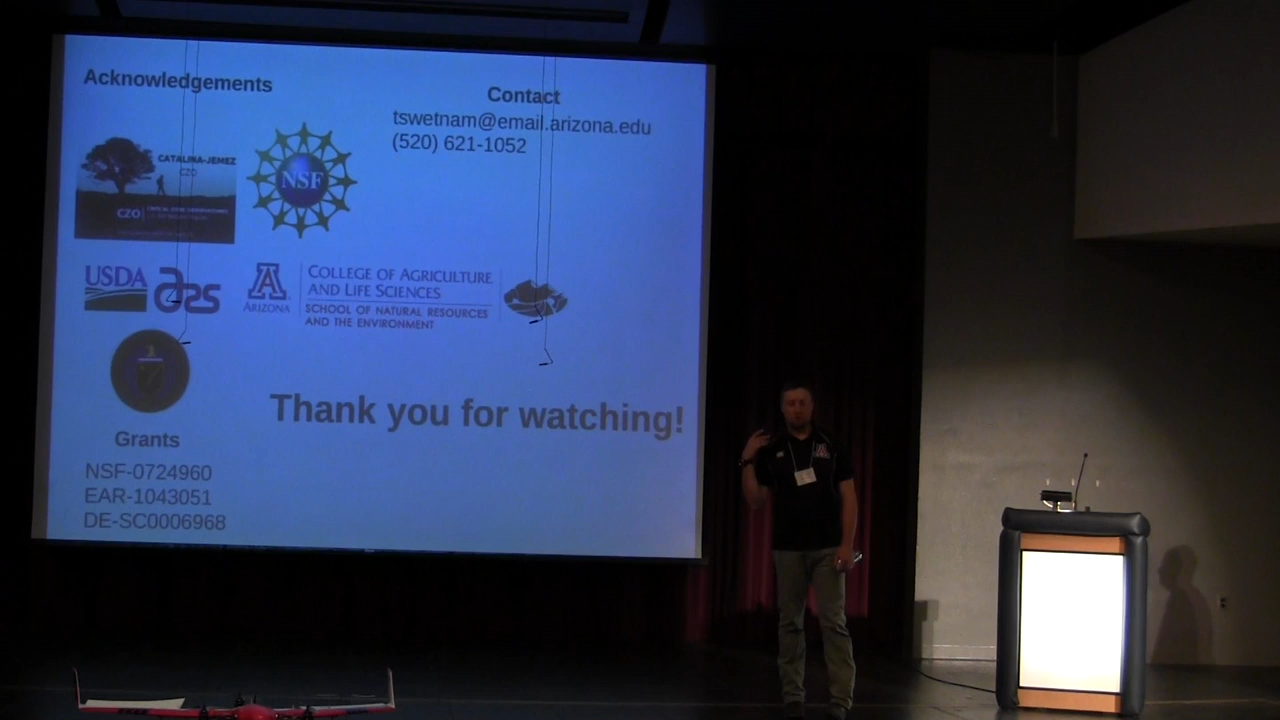 Acknowledgements
Contact
tswetnam@email.arizona.edu
(520) 621-1052
CATALINA-JEMEZ
CZO
CZO
NSF
USDA
ars
A
ARIZONA
COLLEGE OF AGRICULTURE
AND LIFE SCIENCES
SCHOOL OF NATURAL RESOURCES
AND THE ENVIRONMENT
Thank you for watching!
Grants
NSF-0724960
EAR-1043051
DE-SC0006968
A